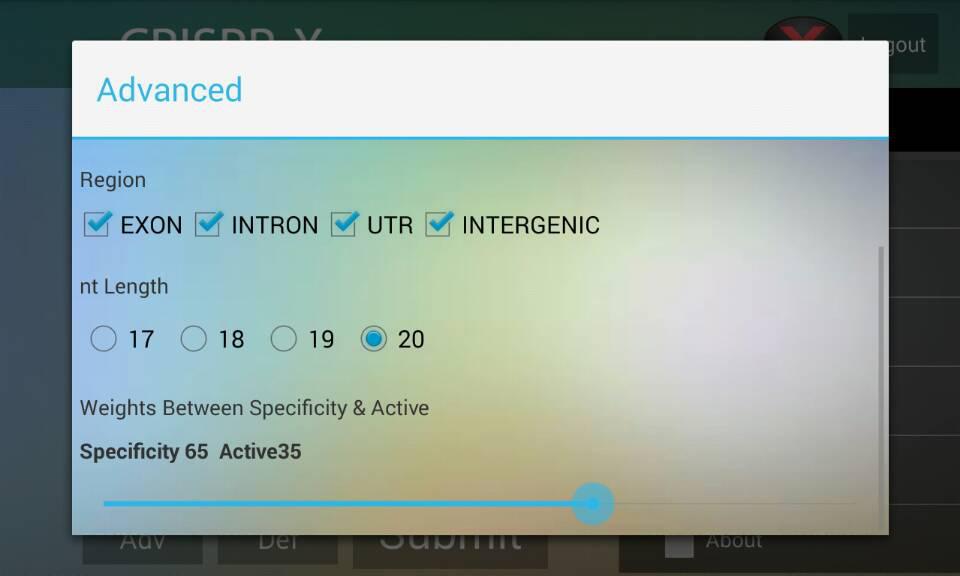 CRISPR-X
Logout
Advanced
Region
EXON INTRON UTR INTERGENIC
nt Length
17 18 19 20
Weights Between Specificity & Active
Specificity 65 Active35
Adv Def Submit About